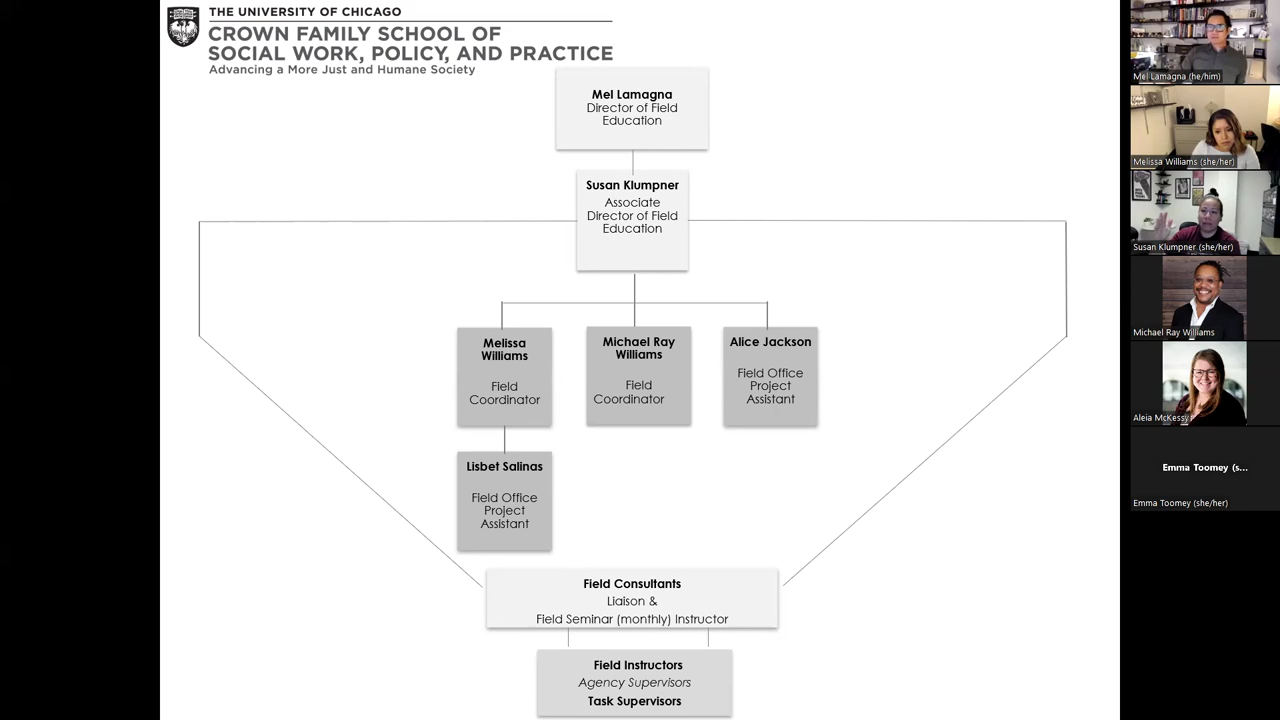 THE UNIVERSITY OF CHICAGO
CROWN FAMILY SCHOOL OF
SOCIAL WORK, POLICY, AND PRACTICE
Advancing a More Just and Humane Society
Mel Lamagna
Director of Field
Education
Susan Klumpner
Associate
Director of Field
Education
Melissa
Williams
Field
Coordinator
Michael Ray
Williams
Field
Coordinator
Alice Jackson
Field Office
Project
Assistant
Lisbet Salinas
Field Office
Project
Assistant
Field Consultants
Liaison &
Field Seminar (monthly) Instructor
Field Instructors
Agency Supervisors
Task Supervisors
Mel Lamagna (he/him)
Melissa Williams (she/her)
Susan Klumpner (she/her)
Michael Ray Williams
Aleia McKessy
Emma Toomey (s...
Emma Toomey (she/her)